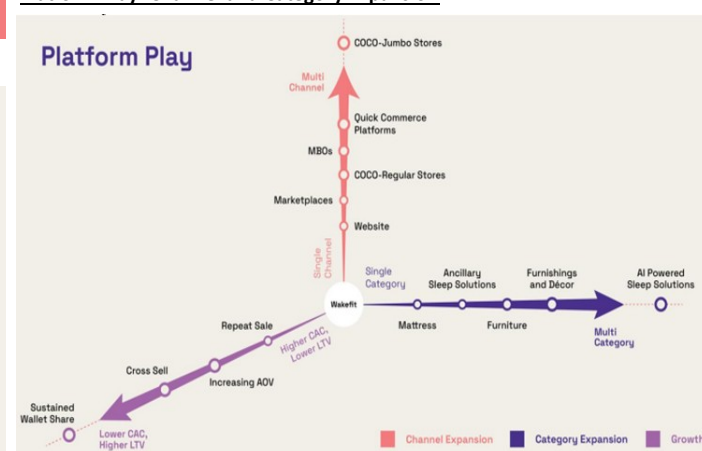 Platform Play
COCO-Jumbo Stores
Multi
Channel
Quick Commerce
Platforms
MBOs
COCO-Regular Stores
Marketplaces
Website
Single
Channel
Single
Category
Ancillary
Sleep Solutions
Furnishings
and Décor
AI Powered
Sleep Solutions
Wakefit
Mattress
Furniture
Multi
Category
Repeat Sale
Higher CAC,
Lower LTV
Cross Sell
Increasing AOV
Sustained
Wallet Share
Lower CAC,
Higher LTV
Channel Expansion
Category Expansion
Growth